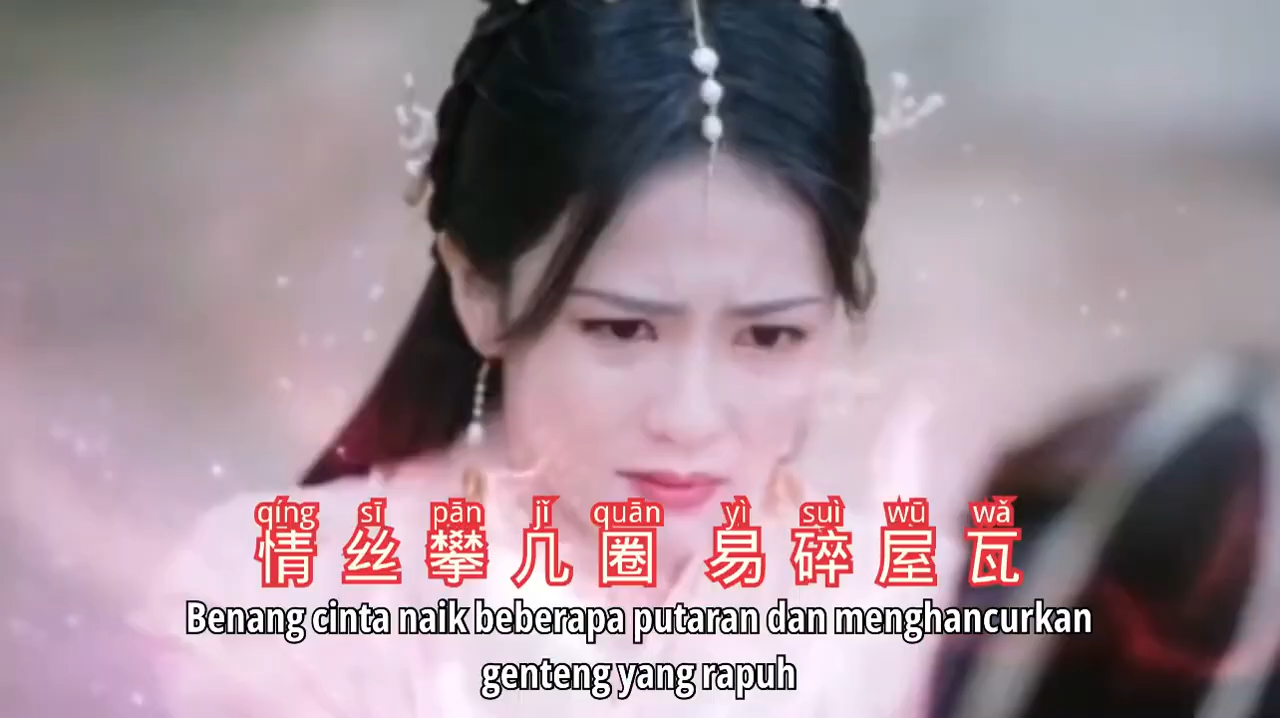 qíng sī pān jǐ quān yì suì wū wǎ
情丝攀几圈 易碎屋瓦
Benang cinta naik beberapa putaran dan menghancurkan
genteng yang rapuh